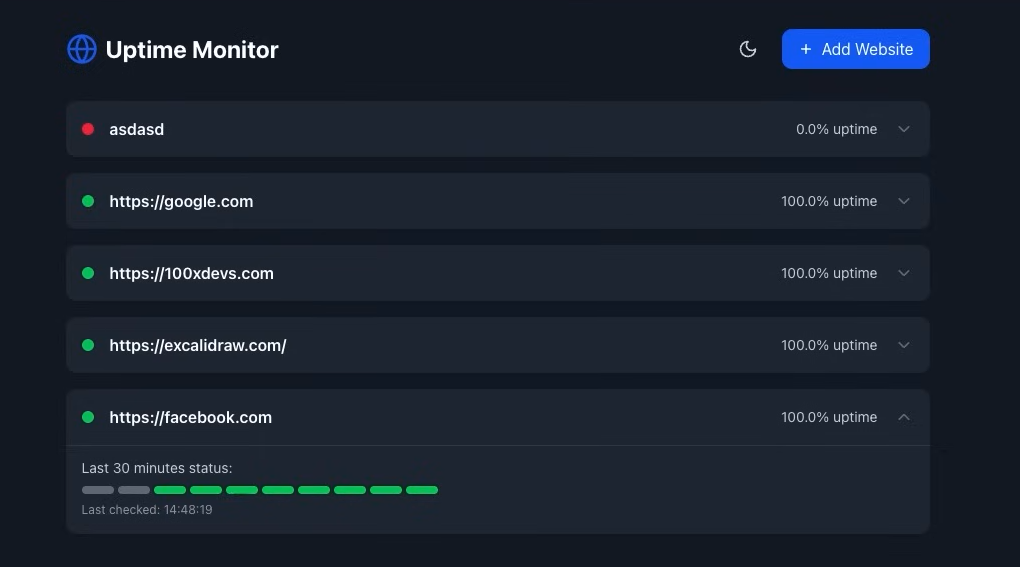 Uptime Monitor
+ Add Website
asdasd 0.0% uptime
https://google.com 100.0% uptime
https://100xdevs.com 100.0% uptime
https://excalidraw.com/ 100.0% uptime
https://facebook.com 100.0% uptime
Last 30 minutes status:
Last checked: 14:48:19